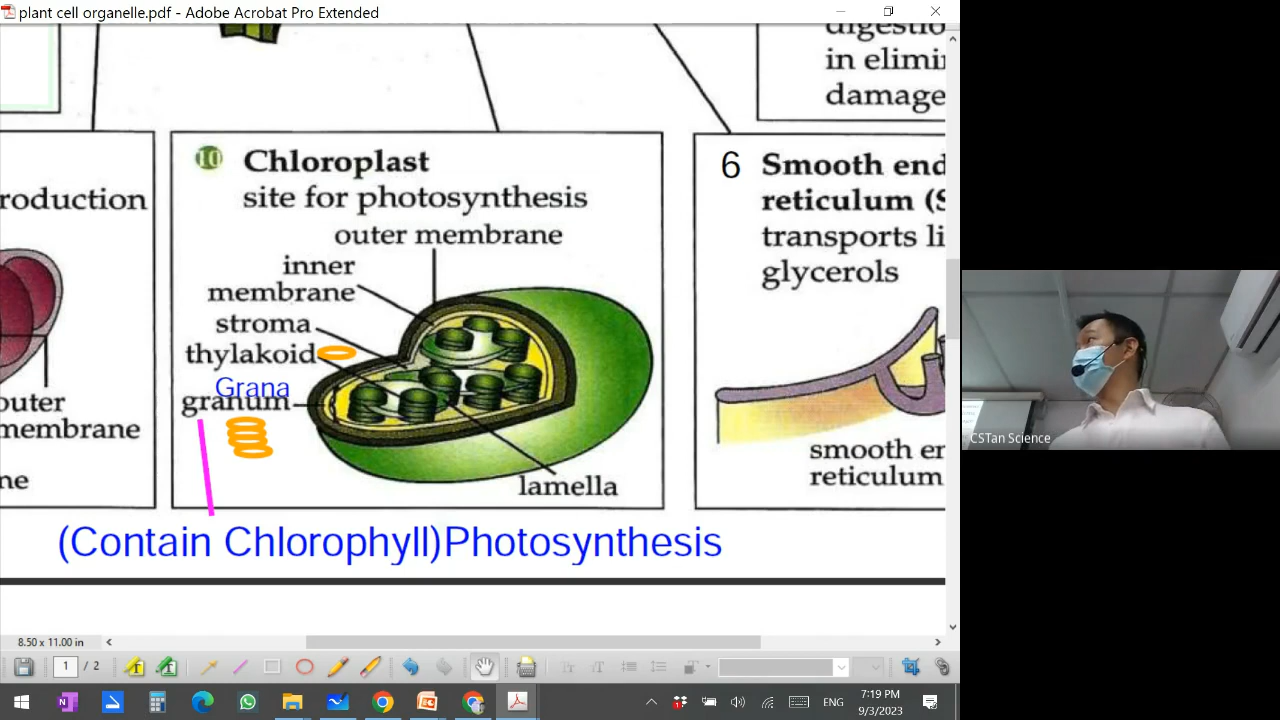 plant cell organelle.pdf - Adobe Acrobat Pro Extended
in elimi
damage
roduction
10 Chloroplast
site for photosynthesis
outer membrane
inner
membrane
stroma
thylakoid
Grana
granum
lamella
outer
membrane
ne
6 Smooth end
reticulum (S
transports li
glycerols
smooth er
reticulum
(Contain Chlorophyll)Photosynthesis
CSTan Science
8.50 x 11.00 in
1 / 2
ENG
7:19 PM
9/3/2023